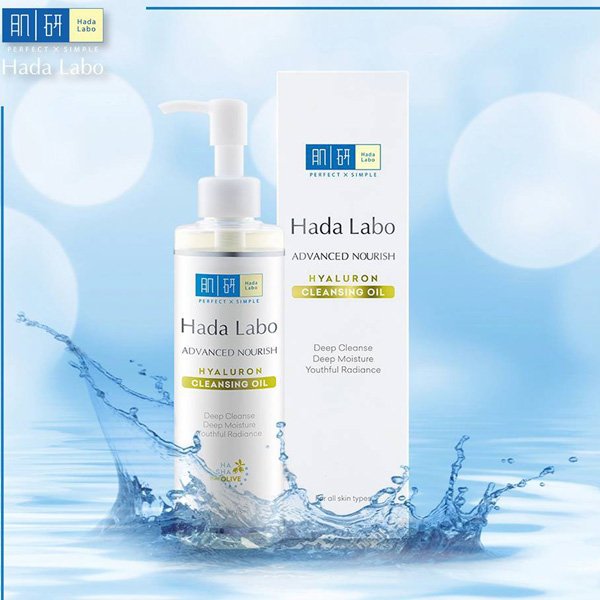 肌研
Hada
Labo
PERFECT X SIMPLE
Hada Labo
肌研
Hada
Labo
PERFECT X SIMPLE
Hada Labo
ADVANCED NOURISH
HYALURON
CLEANSING OIL
Deep Cleanse
Deep Moisture
Youthful Radiance
For all skin types
肌研
Hada
Labo
PERFECT X SIMPLE
Hada Labo
ADVANCED NOURISH
HYALURON
CLEANSING OIL
Deep Cleanse
Deep Moisture
Youthful Radiance
HA
SHA
OLIVE